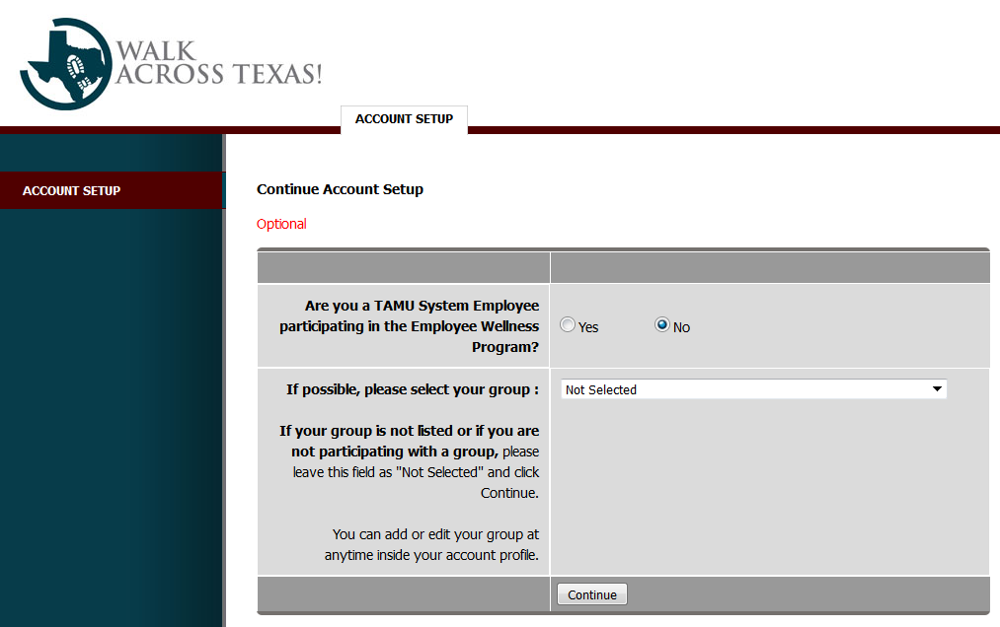 WALK
ACROSS TEXAS!
ACCOUNT SETUP
ACCOUNT SETUP
Continue Account Setup
Optional
Are you a TAMU System Employee
participating in the Employee Wellness
Program?
Yes No
If possible, please select your group :
Not Selected
If your group is not listed or if you are
not participating with a group, please
leave this field as "Not Selected" and click
Continue.
You can add or edit your group at
anytime inside your account profile.
Continue